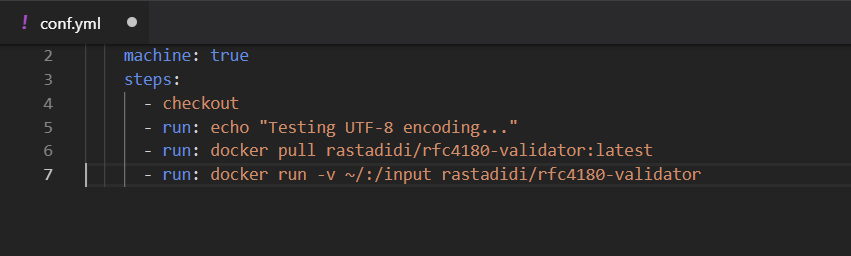 ! conf.yml
2 machine: true
3 steps:
4 - checkout
5 - run: echo "Testing UTF-8 encoding..."
6 - run: docker pull rastadidi/rfc4180-validator:latest
7 - run: docker run -v ~/:/input rastadidi/rfc4180-validator